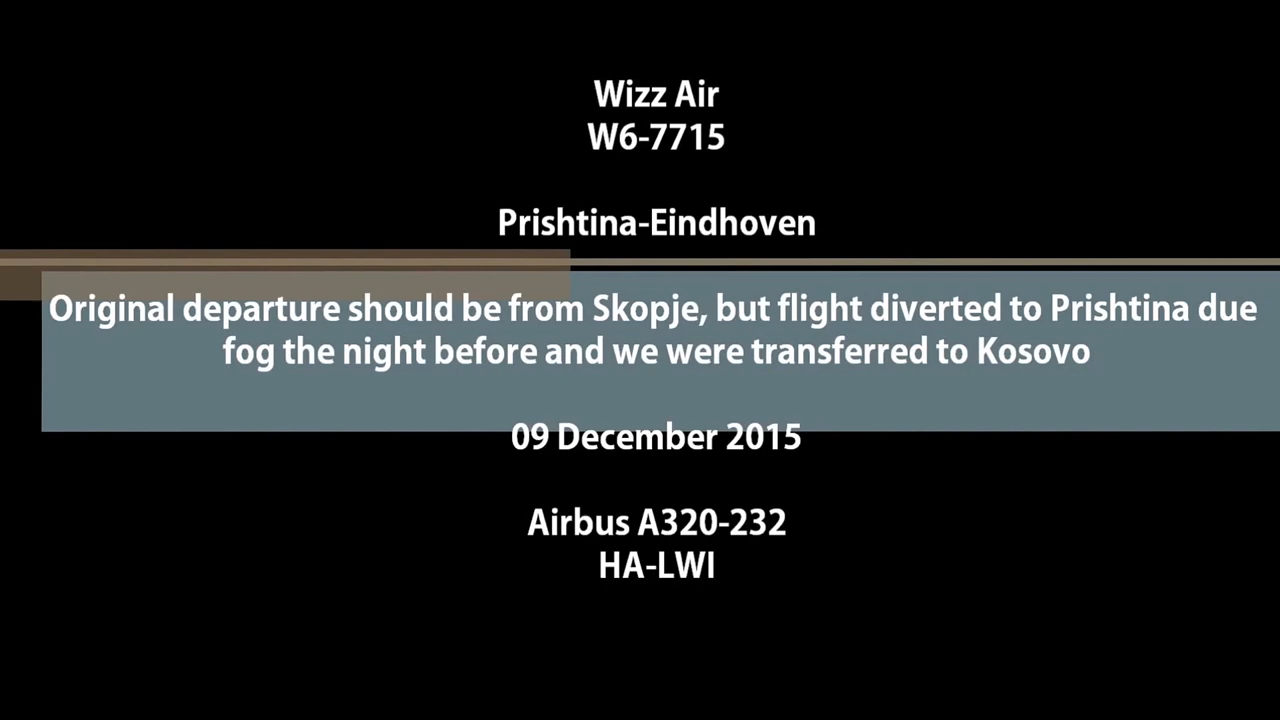 Wizz Air
W6-7715
Prishtina-Eindhoven
Original departure should be from Skopje, but flight diverted to Prishtina due
fog the night before and we were transferred to Kosovo
09 December 2015
Airbus A320-232
HA-LWI